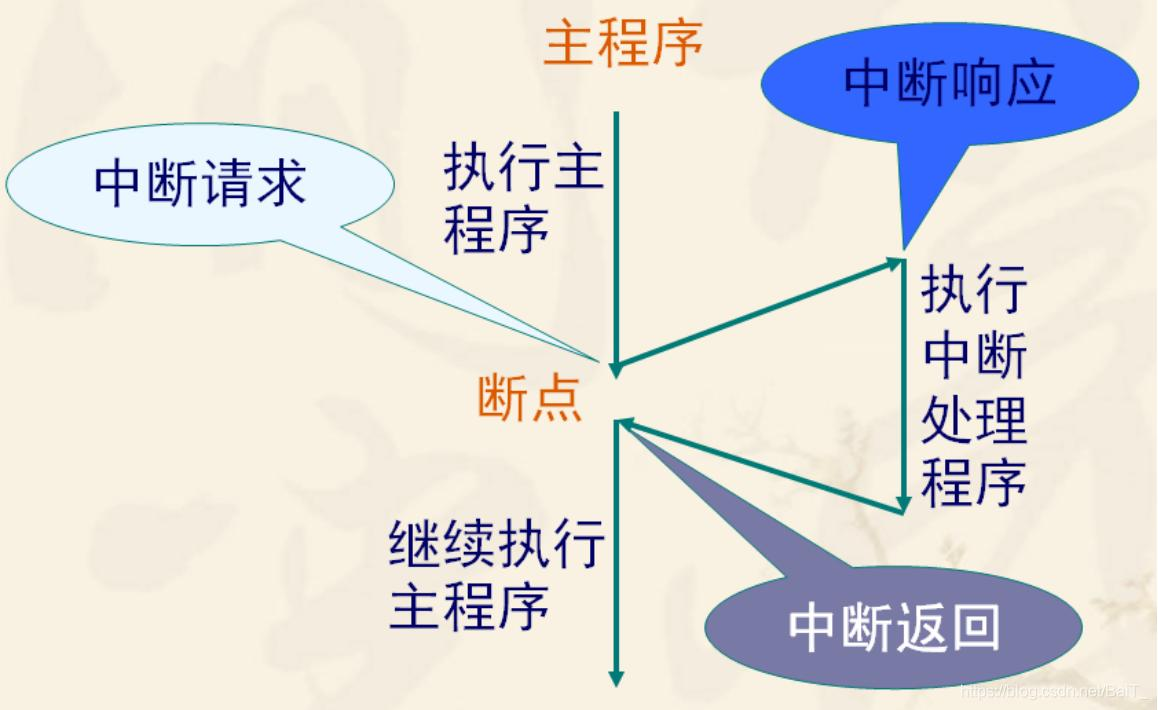 主程序
中断响应
中断请求
执行主
程序
执行
中断
处理
程序
断点
继续执行
主程序
中断返回
https://blog.csdn.net/BaiT_